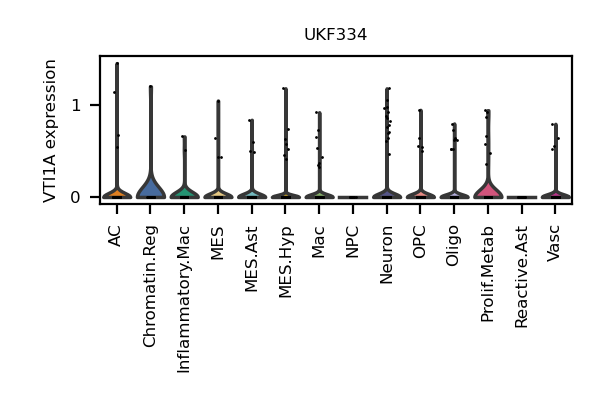 UKF334
VTI1A expression
1
0
AC
Chromatin.Reg
Inflammatory.Mac
MES
MES.Ast
MES.Hyp
Mac
NPC
Neuron
OPC
Oligo
Prolif.Metab
Reactive.Ast
Vasc